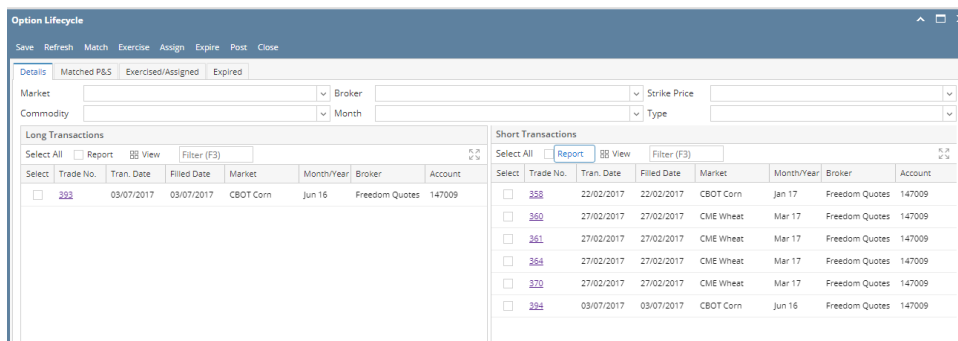 Option Lifecycle
Save Refresh Match Exercise Assign Expire Post Close
Details Matched P&S Exercised/Assigned Expired
Market Broker Strike Price
Commodity Month Type
Long Transactions
Select All Report View Filter (F3)
Select Trade No. Tran. Date Filled Date Market Month/Year Broker Account
393 03/07/2017 03/07/2017 CBOT Corn Jun 16 Freedom Quotes 147009
Short Transactions
Select All Report View Filter (F3)
Select Trade No. Tran. Date Filled Date Market Month/Year Broker Account
358 22/02/2017 22/02/2017 CBOT Corn Jan 17 Freedom Quotes 147009
360 27/02/2017 27/02/2017 CME Wheat Mar 17 Freedom Quotes 147009
361 27/02/2017 27/02/2017 CME Wheat Mar 17 Freedom Quotes 147009
364 27/02/2017 27/02/2017 CME Wheat Mar 17 Freedom Quotes 147009
370 27/02/2017 27/02/2017 CME Wheat Mar 17 Freedom Quotes 147009
394 03/07/2017 03/07/2017 CBOT Corn Jun 16 Freedom Quotes 147009